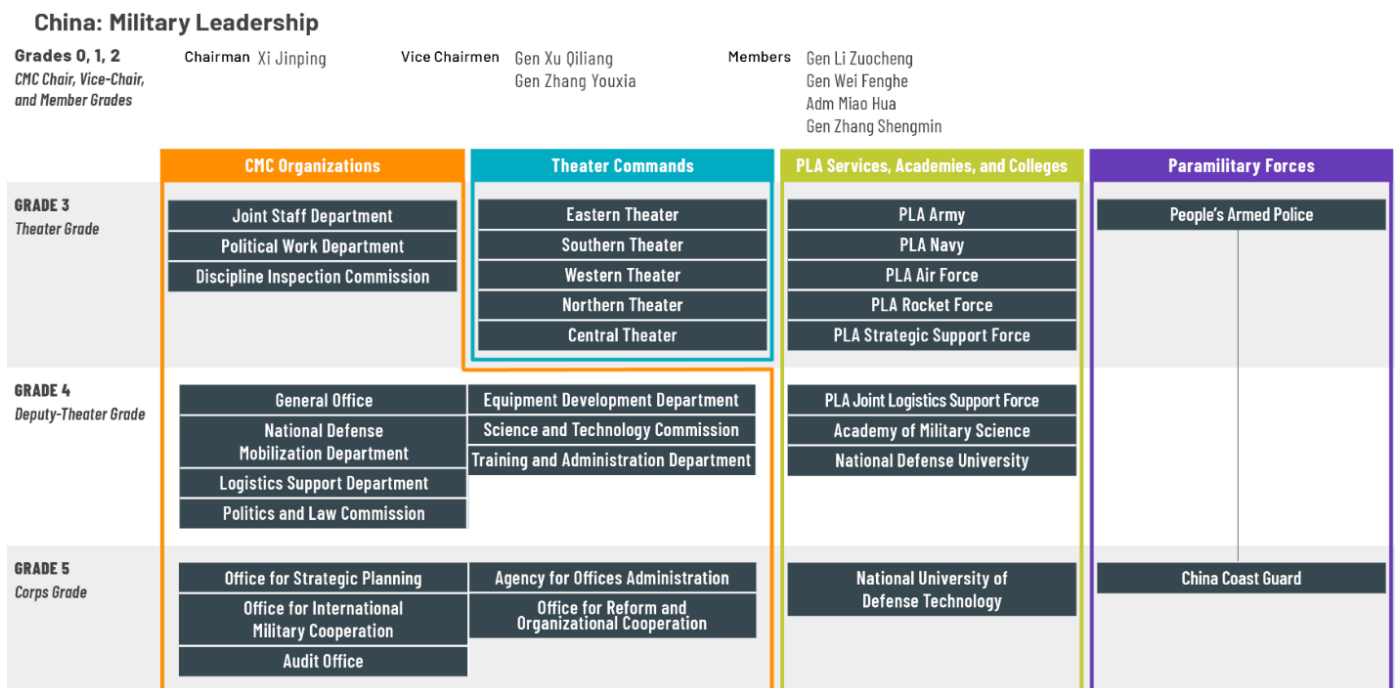 China: Military Leadership
Grades 0, 1, 2
CMC Chair, Vice-Chair,
and Member Grades
Chairman Xi Jinping
Vice Chairmen Gen Xu Qiliang
Gen Zhang Youxia
Members Gen Li Zuocheng
Gen Wei Fenghe
Adm Miao Hua
Gen Zhang Shengmin
CMC Organizations
Theater Commands
PLA Services, Academies, and Colleges
Paramilitary Forces
GRADE 3
Theater Grade
Joint Staff Department
Political Work Department
Discipline Inspection Commission
Eastern Theater
Southern Theater
Western Theater
Northern Theater
Central Theater
PLA Army
PLA Navy
PLA Air Force
PLA Rocket Force
PLA Strategic Support Force
People's Armed Police
GRADE 4
Deputy-Theater Grade
General Office
National Defense
Mobilization Department
Logistics Support Department
Politics and Law Commission
Equipment Development Department
Science and Technology Commission
Training and Administration Department
PLA Joint Logistics Support Force
Academy of Military Science
National Defense University
GRADE 5
Corps Grade
Office for Strategic Planning
Office for International
Military Cooperation
Audit Office
Agency for Offices Administration
Office for Reform and
Organizational Cooperation
National University of
Defense Technology
China Coast Guard